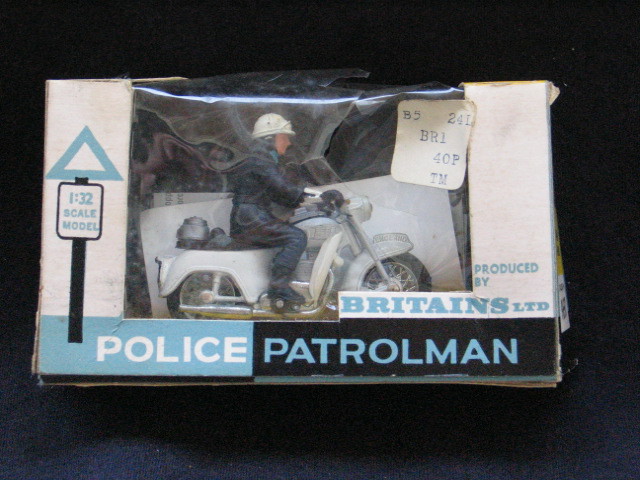 B5 24L
BR1
40P
TM
1:32
SCALE
MODEL
PRODUCED
BY
BRITAINS LTD
POLICE PATROLMAN